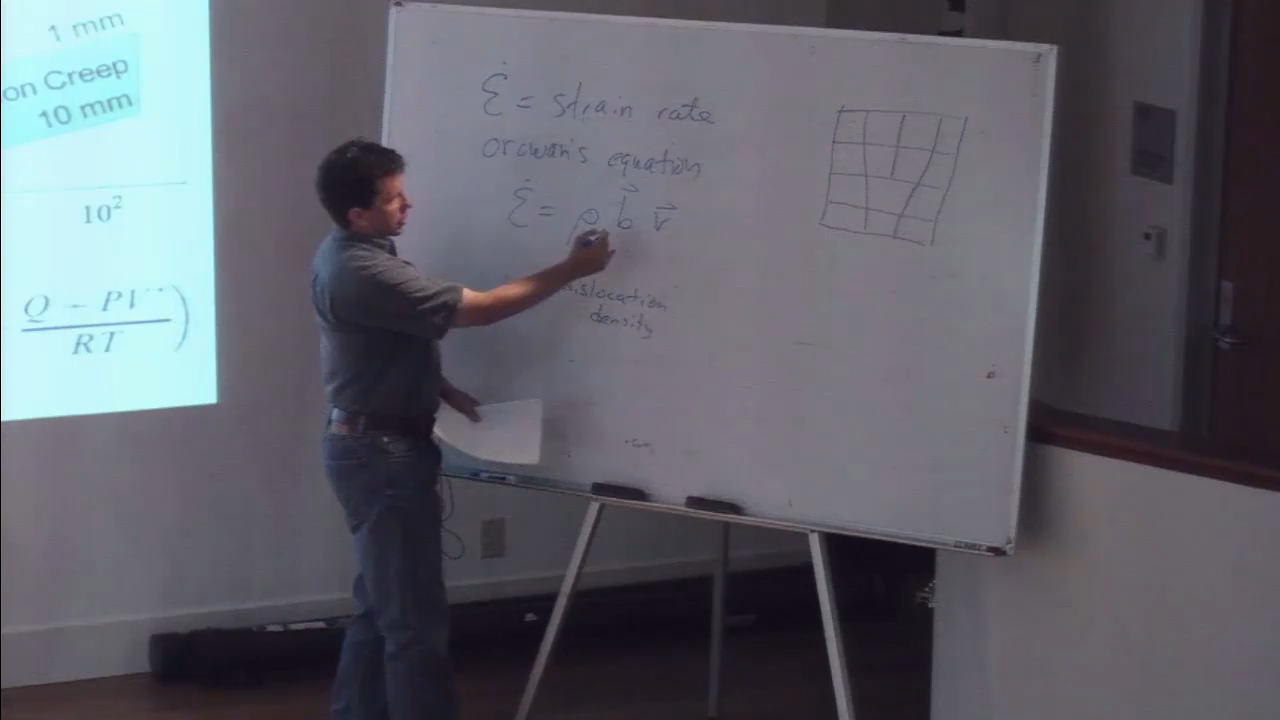 1 mm
on Creep
10 mm
10²
Q - PV
RT
)
ε̇ = strain rate
orowan's equation
ε̇ = ρ b⃗ v⃗
dislocation
density